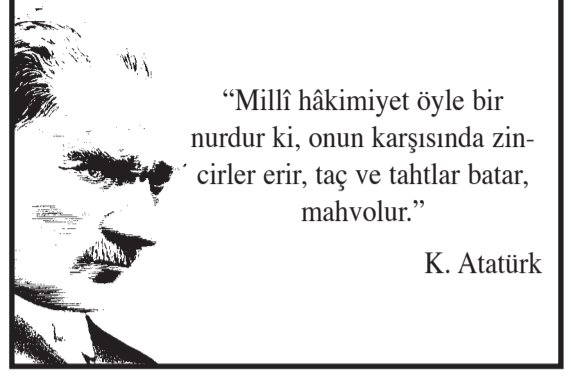 “Millî hâkimiyet öyle bir
nurdur ki, onun karşısında zin-
cirler erir, taç ve tahtlar batar,
mahvolur.”
K. Atatürk